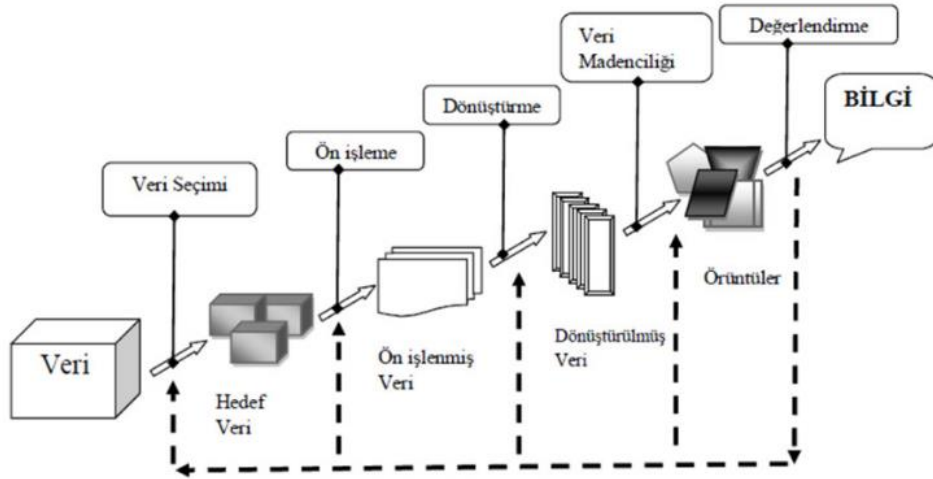 Değerlendirme
Veri
Madenciliği
BİLGİ
Dönüştürme
Ön işleme
Veri Seçimi
Örüntüler
Dönüştürülmüş
Veri
Ön işlenmiş
Veri
Veri
Hedef
Veri